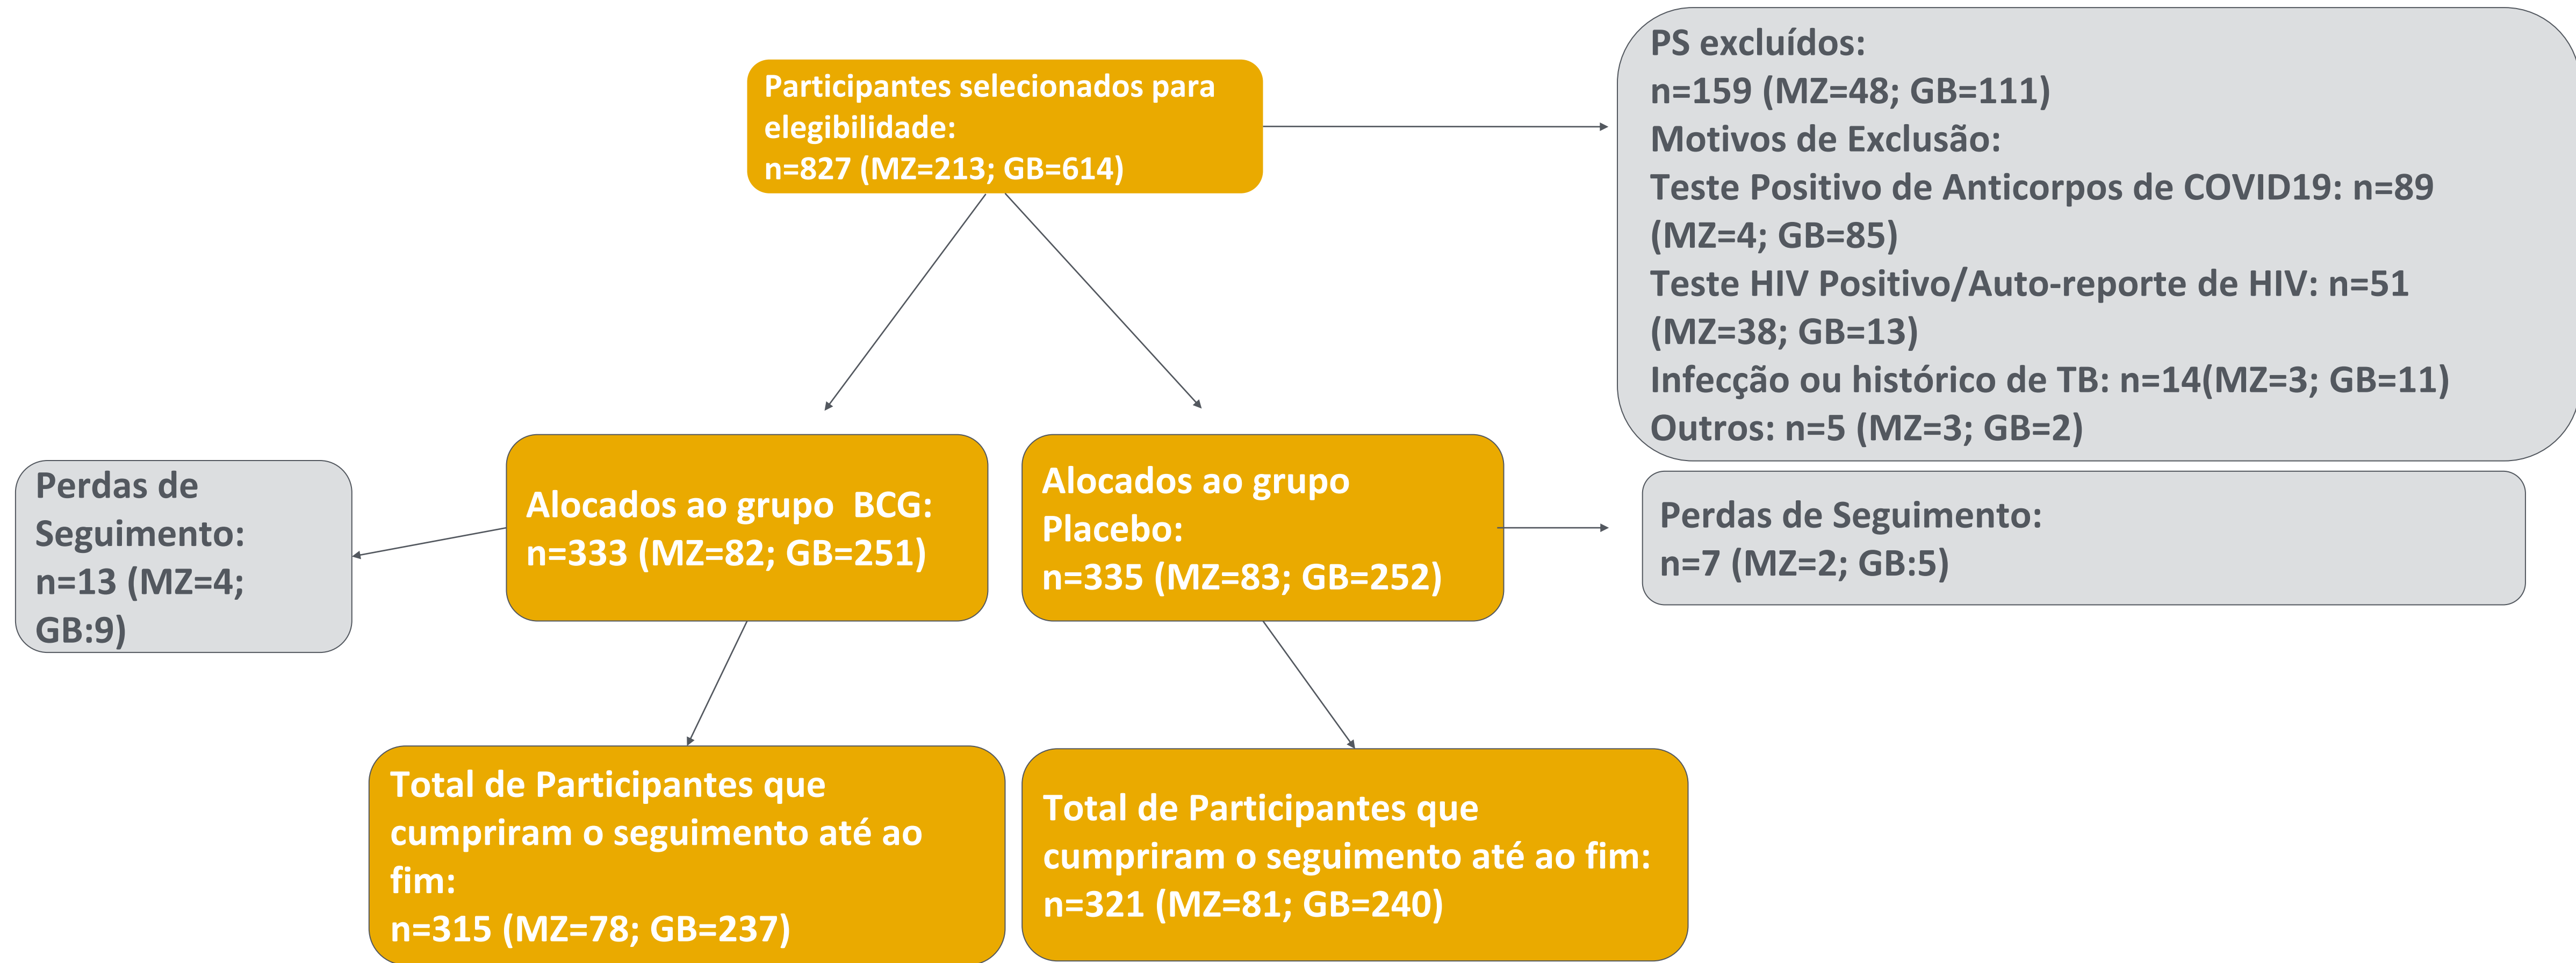 Participantes selecionados para
elegibilidade:
n=827 (MZ=213; GB=614)
PS excluídos:
n=159 (MZ=48; GB=111)
Motivos de Exclusão:
Teste Positivo de Anticorpos de COVID19: n=89
(MZ=4; GB=85)
Teste HIV Positivo/Auto-reporte de HIV: n=51
(MZ=38; GB=13)
Infecção ou histórico de TB: n=14(MZ=3; GB=11)
Outros: n=5 (MZ=3; GB=2)
Perdas de
Seguimento:
n=13 (MZ=4;
GB:9)
Alocados ao grupo  BCG:
n=333 (MZ=82; GB=251)
Alocados ao grupo
Placebo:
n=335 (MZ=83; GB=252)
Perdas de Seguimento:
n=7 (MZ=2; GB:5)
Total de Participantes que
cumpriram o seguimento até ao
fim:
n=315 (MZ=78; GB=237)
Total de Participantes que
cumpriram o seguimento até ao fim:
n=321 (MZ=81; GB=240)